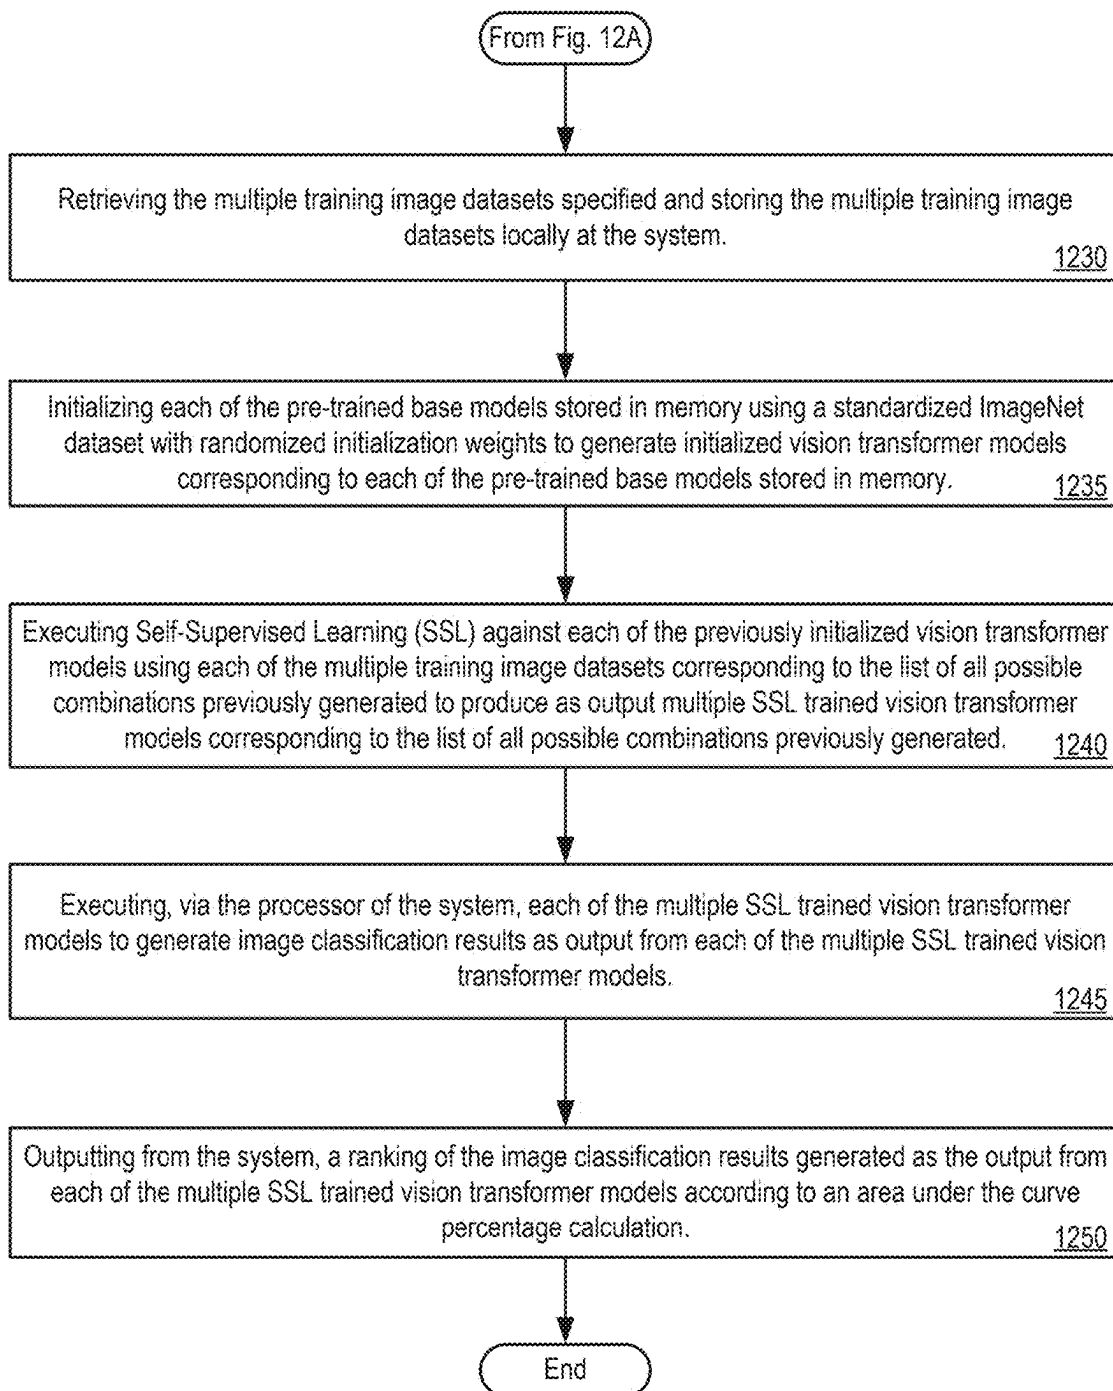 From Fig. 12A
Retrieving the multiple training image datasets specified and storing the multiple training image
datasets locally at the system.
1230
Initializing each of the pre-trained base models stored in memory using a standardized ImageNet
dataset with randomized initialization weights to generate initialized vision transformer models
corresponding to each of the pre-trained base models stored in memory.
1235
Executing Self-Supervised Learning (SSL) against each of the previously initialized vision transformer
models using each of the multiple training image datasets corresponding to the list of all possible
combinations previously generated to produce as output multiple SSL trained vision transformer
models corresponding to the list of all possible combinations previously generated.
1240
Executing, via the processor of the system, each of the multiple SSL trained vision transformer
models to generate image classification results as output from each of the multiple SSL trained vision
transformer models.
1245
Outputting from the system, a ranking of the image classification results generated as the output from
each of the multiple SSL trained vision transformer models according to an area under the curve
percentage calculation.
1250
End